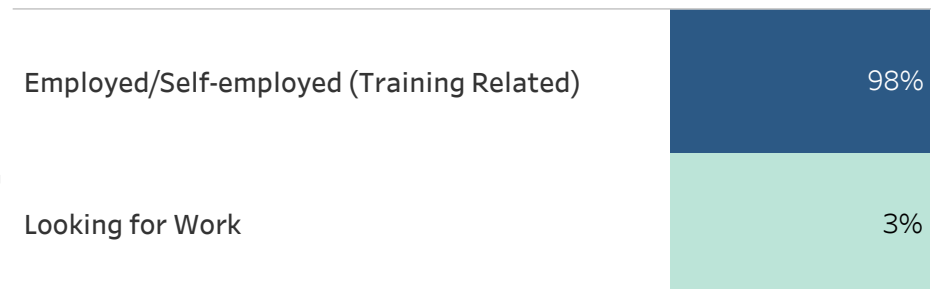 Employed/Self-employed (Training Related) 98%
Looking for Work 3%